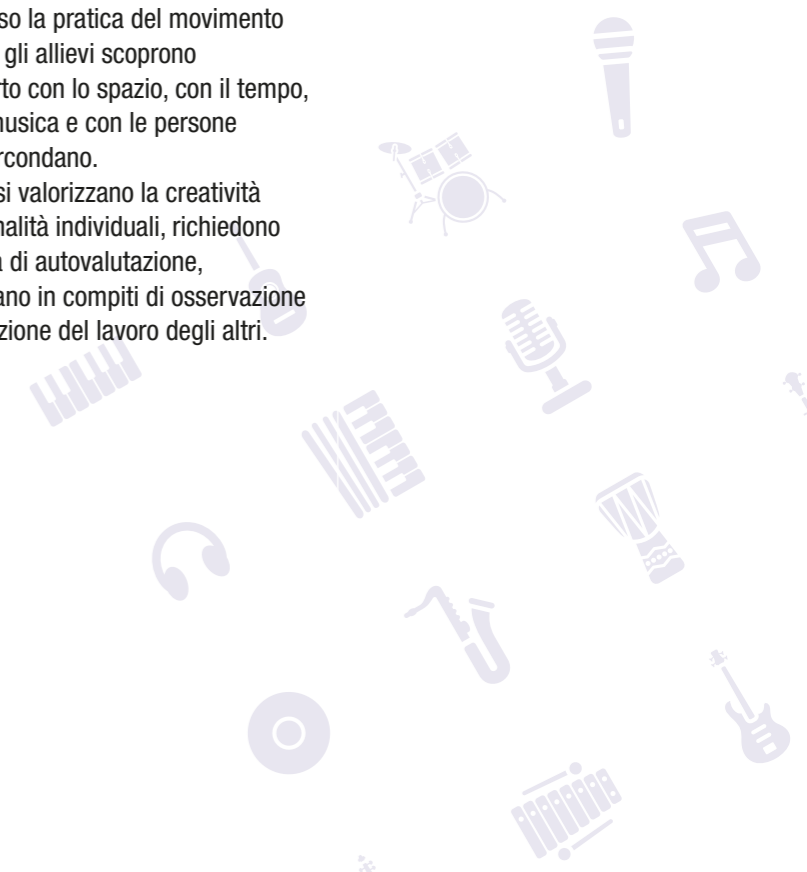 so la pratica del movimento
gli allievi scoprono
to con lo spazio, con il tempo,
musica e con le persone
rcondano.
si valorizzano la creatività
nalità individuali, richiedono
à di autovalutazione,
ano in compiti di osservazione
zione del lavoro degli altri.